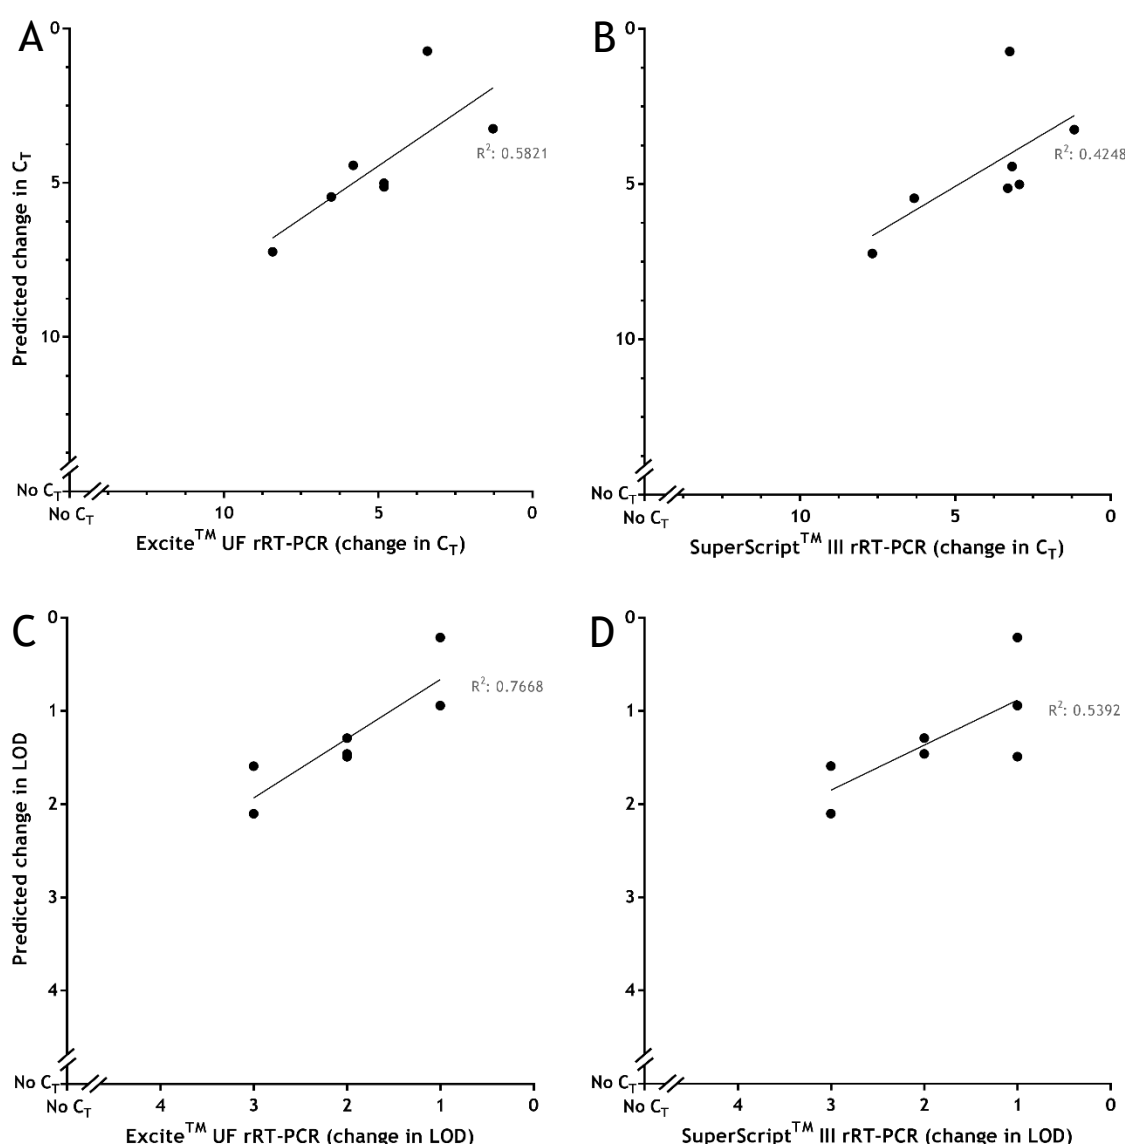 A
0
5
10
No CT
Predicted change in CT
R²: 0.5821
No CT 10 5 0
Excite™ UF rRT-PCR (change in CT)
B
0
5
10
No CT
R²: 0.4248
No CT 10 5 0
SuperScript™ III rRT-PCR (change in CT)
C
0
1
2
3
4
No CT
Predicted change in LOD
R²: 0.7668
No CT 4 3 2 1 0
Excite™ UF rRT-PCR (change in LOD)
D
0
1
2
3
4
No CT
R²: 0.5392
No CT 4 3 2 1 0
SuperScript™ III rRT-PCR (change in LOD)